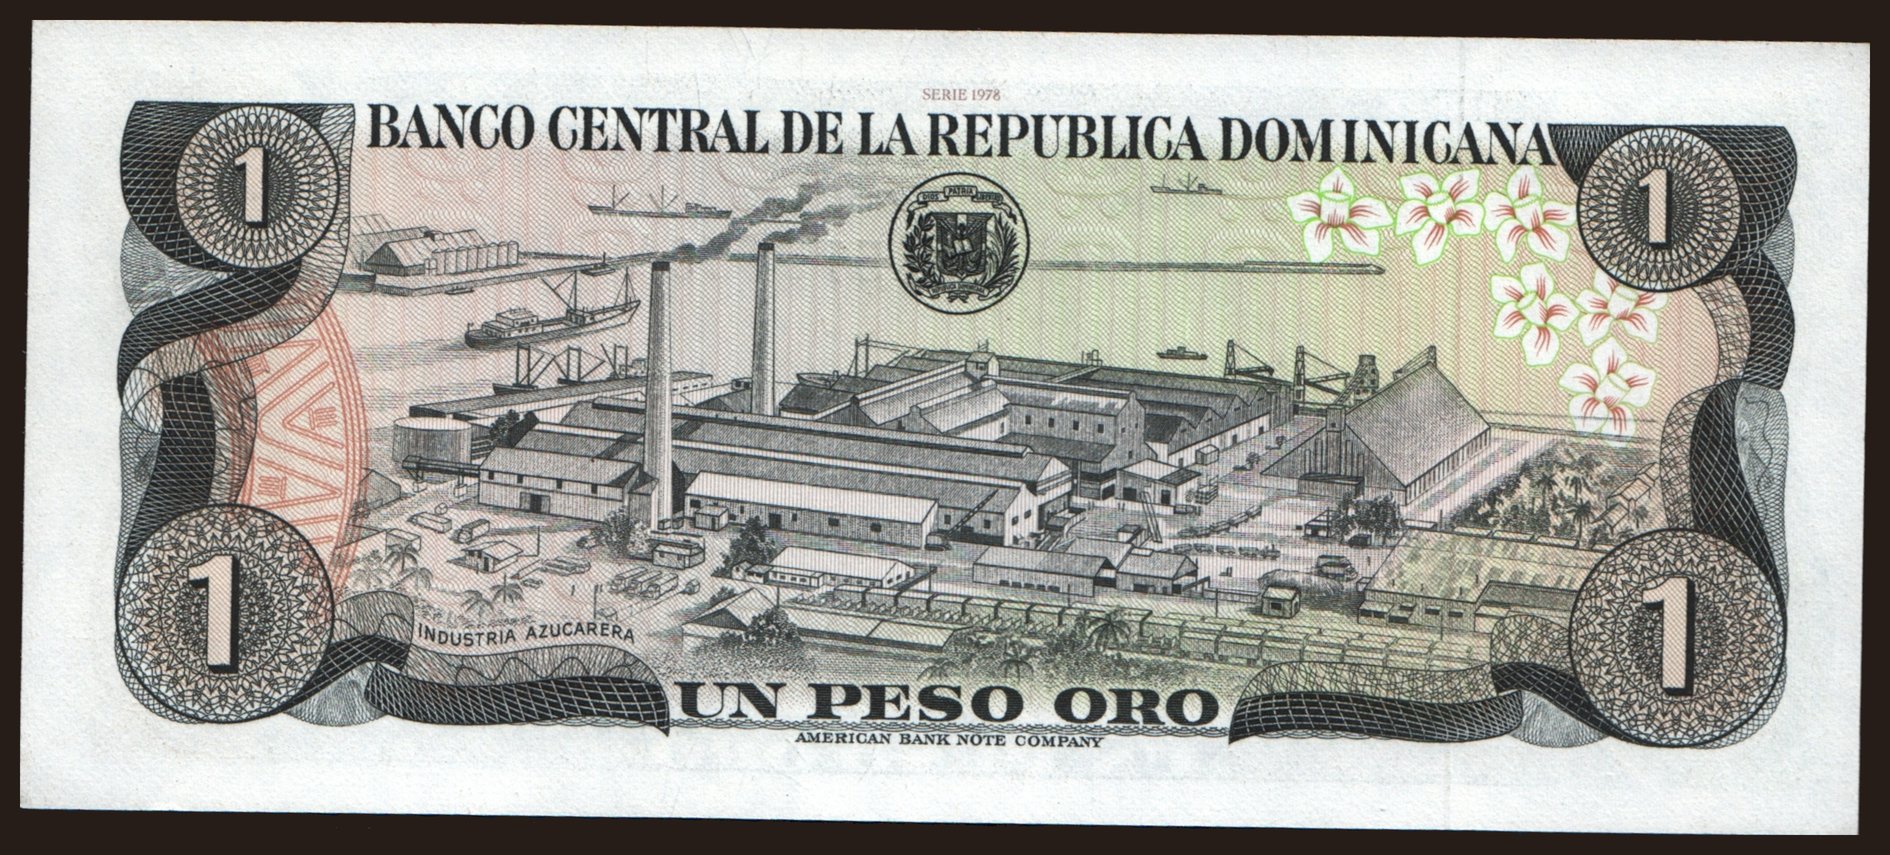 SERIE 1978
BANCO CENTRAL DE LA REPUBLICA DOMINICANA
1
1
DIOS PATRIA LIBERTAD
INDUSTRIA AZUCARERA
1
1
UN PESO ORO
AMERICAN BANK NOTE COMPANY